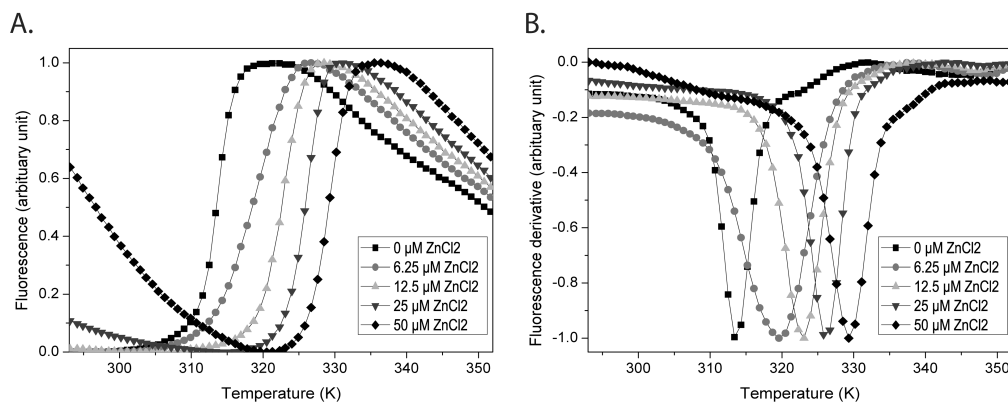 A.
B.
Fluorescence (arbituary unit)
1.0
0.8
0.6
0.4
0.2
0.0
300
310
320
330
340
350
Temperature (K)
0 µM ZnCl2
6.25 µM ZnCl2
12.5 µM ZnCl2
25 µM ZnCl2
50 µM ZnCl2
Fluorescence derivative (arbituary unit)
-0.0
-0.2
-0.4
-0.6
-0.8
-1.0
300
310
320
330
340
350
Temperature (K)
0 µM ZnCl2
6.25 µM ZnCl2
12.5 µM ZnCl2
25 µM ZnCl2
50 µM ZnCl2